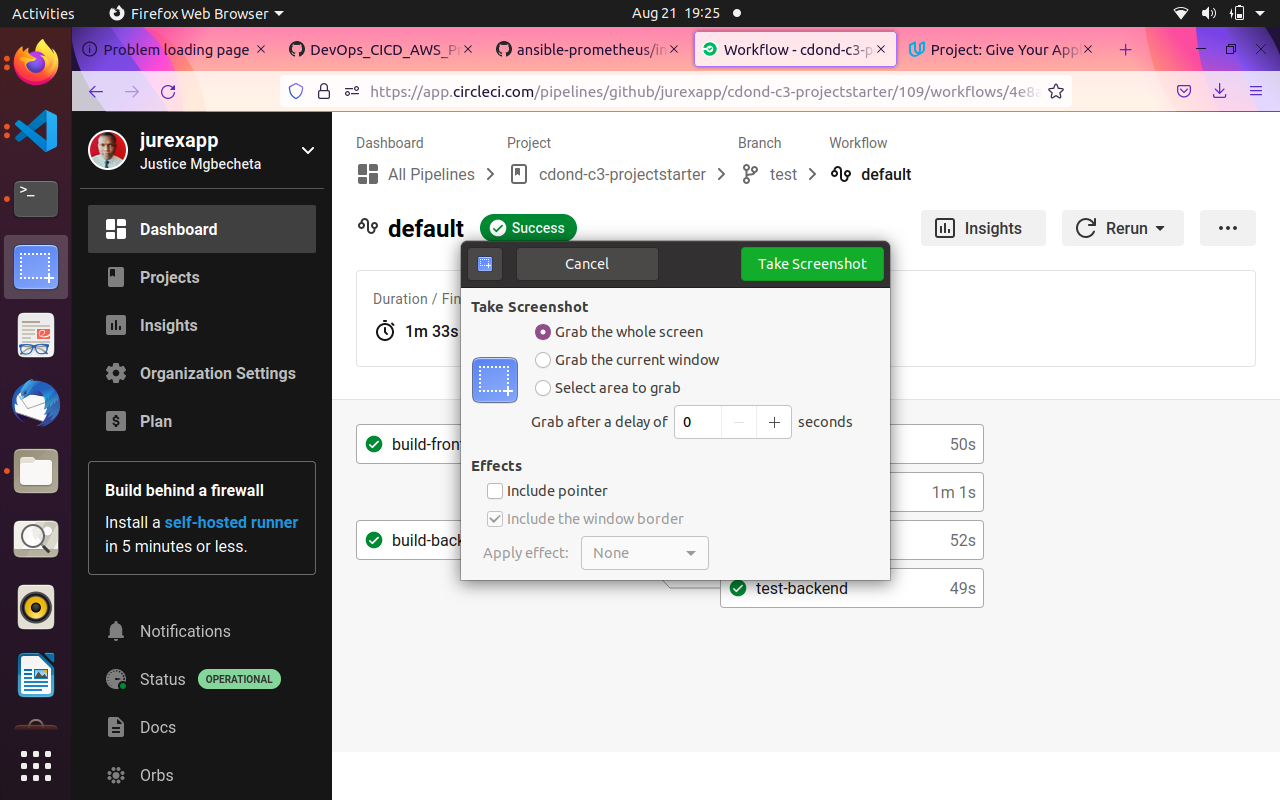 Activities
Firefox Web Browser
Aug 21 19:25
Problem loading page
DevOps_CICD_AWS_Pr
ansible-prometheus/in
Workflow - cdond-c3-p
Project: Give Your App
https://app.circleci.com/pipelines/github/jurexapp/cdond-c3-projectstarter/109/workflows/4e8a
jurexapp
Justice Mgbecheta
Dashboard
Projects
Insights
Organization Settings
Plan
Build behind a firewall
Install a self-hosted runner
in 5 minutes or less.
Notifications
Status
OPERATIONAL
Docs
Orbs
Dashboard
Project
Branch
Workflow
All Pipelines
cdond-c3-projectstarter
test
default
default
Success
Insights
Rerun
Duration / Fin
1m 33s
Cancel
Take Screenshot
Take Screenshot
Grab the whole screen
Grab the current window
Select area to grab
Grab after a delay of
0
seconds
Effects
Include pointer
Include the window border
Apply effect:
None
build-fron
50s
1m 1s
build-back
52s
test-backend
49s